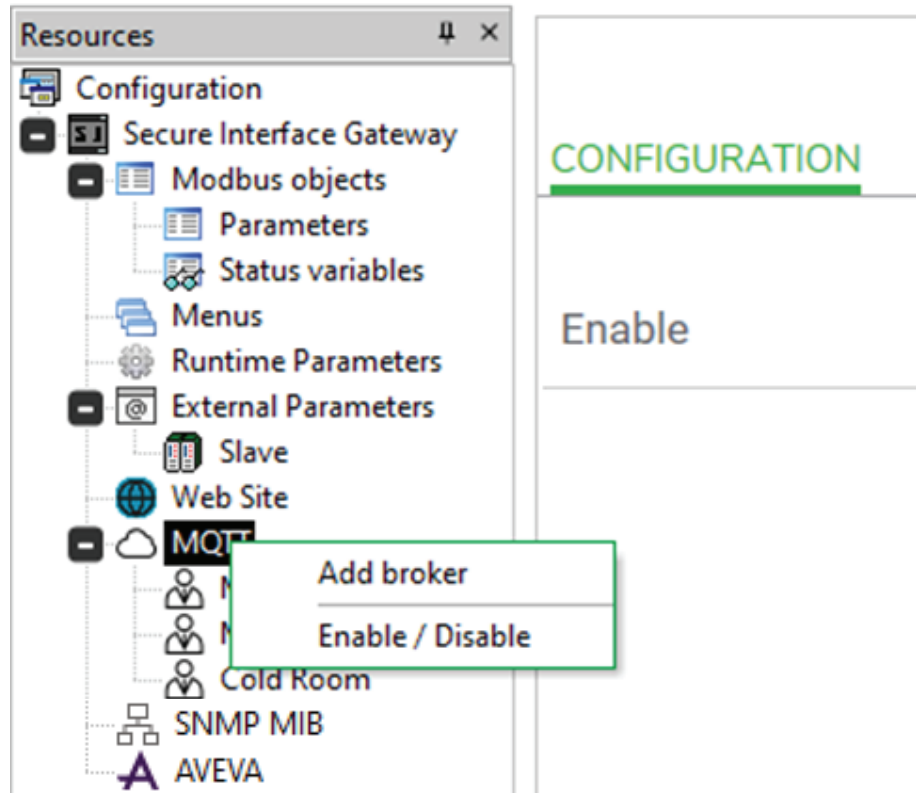 Resources
Configuration
Secure Interface Gateway
Modbus objects
Parameters
Status variables
Menus
Runtime Parameters
External Parameters
Slave
Web Site
MQTT
Add broker
Enable / Disable
Cold Room
SNMP MIB
AVEVA
CONFIGURATION
Enable